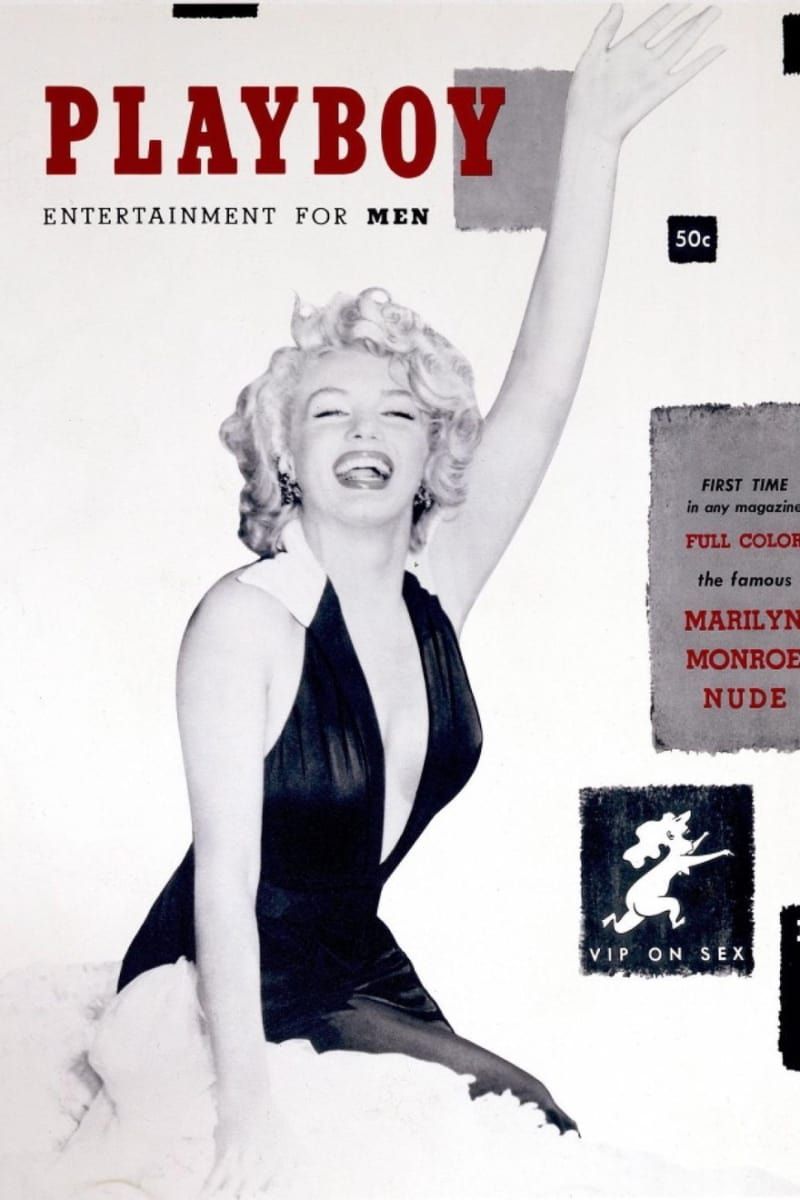 PLAYBOY
ENTERTAINMENT FOR MEN
50c
FIRST TIME
in any magazine
FULL COLOR
the famous
MARILYN
MONROE
NUDE
VIP ON SEX